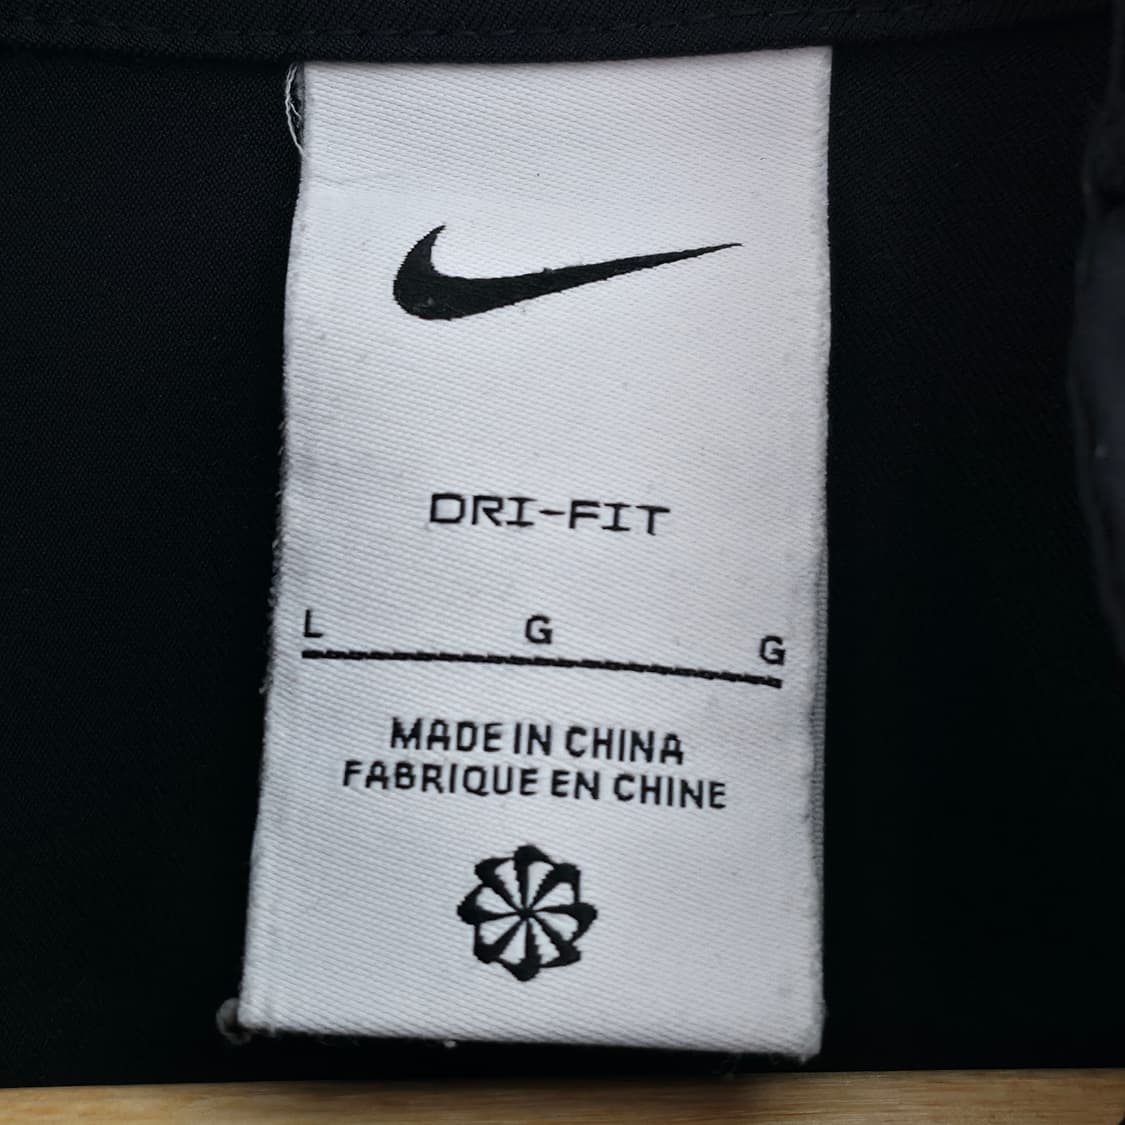 DRI-FIT
L G G
MADE IN CHINA
FABRIQUE EN CHINE